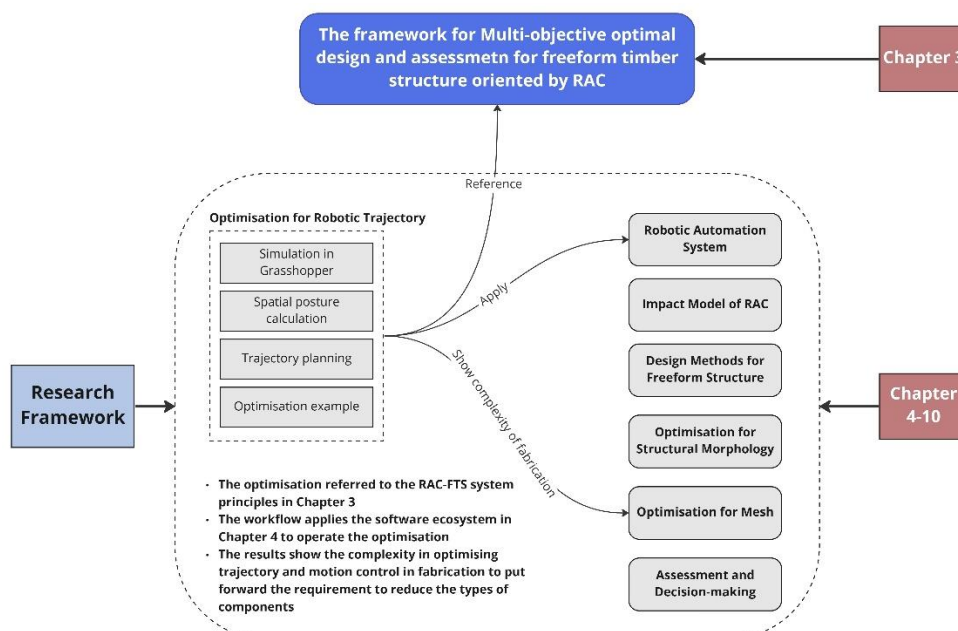 The framework for Multi-objective optimal
design and assessmetn for freeform timber
structure oriented by RAC
Chapter 3
Reference
Optimisation for Robotic Trajectory
Simulation in
Grasshopper
Spatial posture
calculation
Trajectory planning
Optimisation example
Apply
Show complexity of fabrication
Robotic Automation
System
Impact Model of RAC
Design Methods for
Freeform Structure
Optimisation for
Structural Morphology
Optimisation for Mesh
Assessment and
Decision-making
Research
Framework
Chapter
4-10
• The optimisation referred to the RAC-FTS system
principles in Chapter 3
• The workflow applies the software ecosystem in
Chapter 4 to operate the optimisation
• The results show the complexity in optimising
trajectory and motion control in fabrication to put
forward the requirement to reduce the types of
components